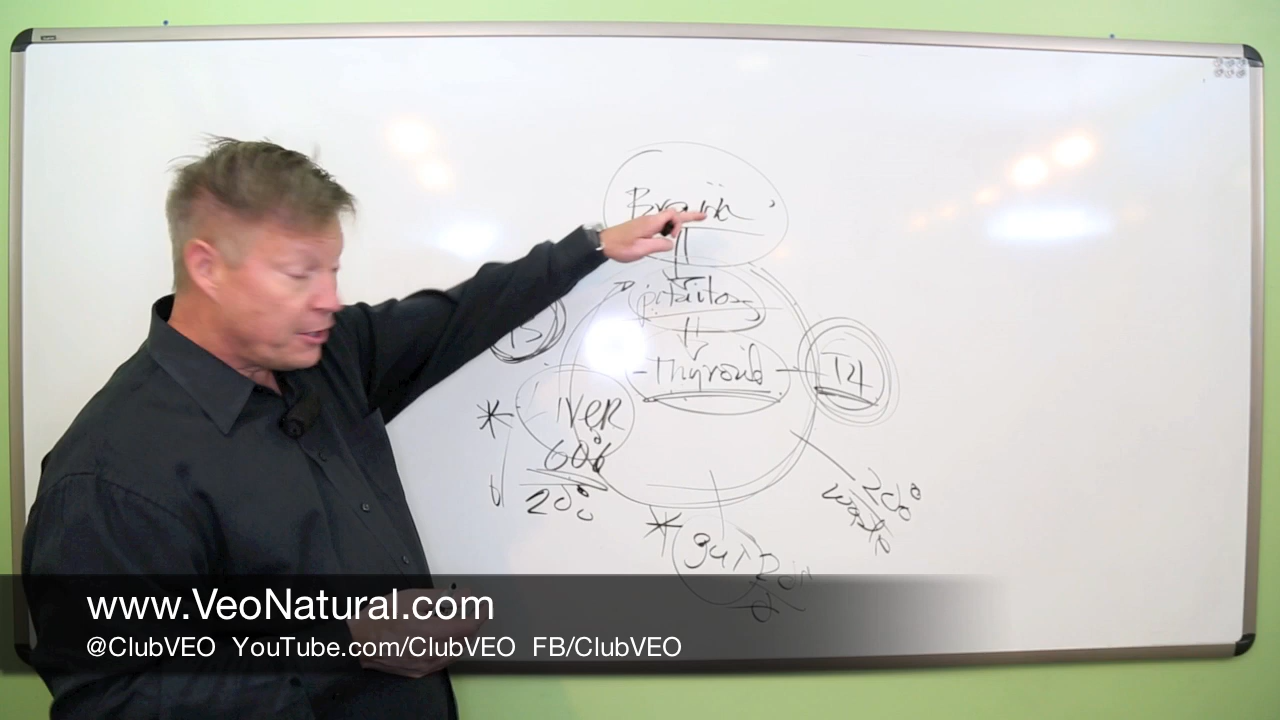 Brain
pitaitory
T3
Thyroid
T4
liver
60%
20%
20%
waste
gut 20%
www.VeoNatural.com
@ClubVEO YouTube.com/ClubVEO FB/ClubVEO